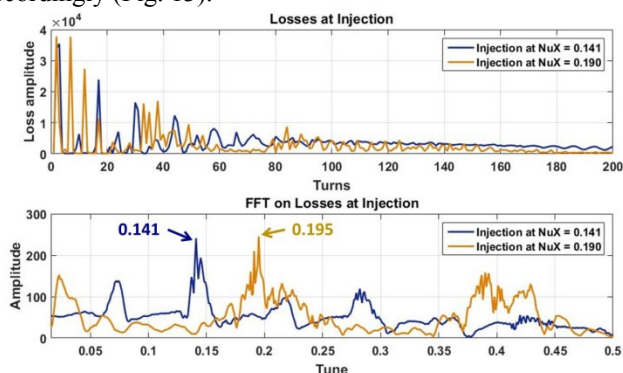 ccordingly (Fig. 15).
×10⁴
Losses at Injection
Loss amplitude
4
3
2
1
0
Injection at NuX = 0.141
Injection at NuX = 0.190
0 20 40 60 80 100 120 140 160 180 200
Turns
FFT on Losses at Injection
Amplitude
300
200
100
0
0.141
0.195
Injection at NuX = 0.141
Injection at NuX = 0.190
0.05 0.1 0.15 0.2 0.25 0.3 0.35 0.4 0.45 0.5
Tune